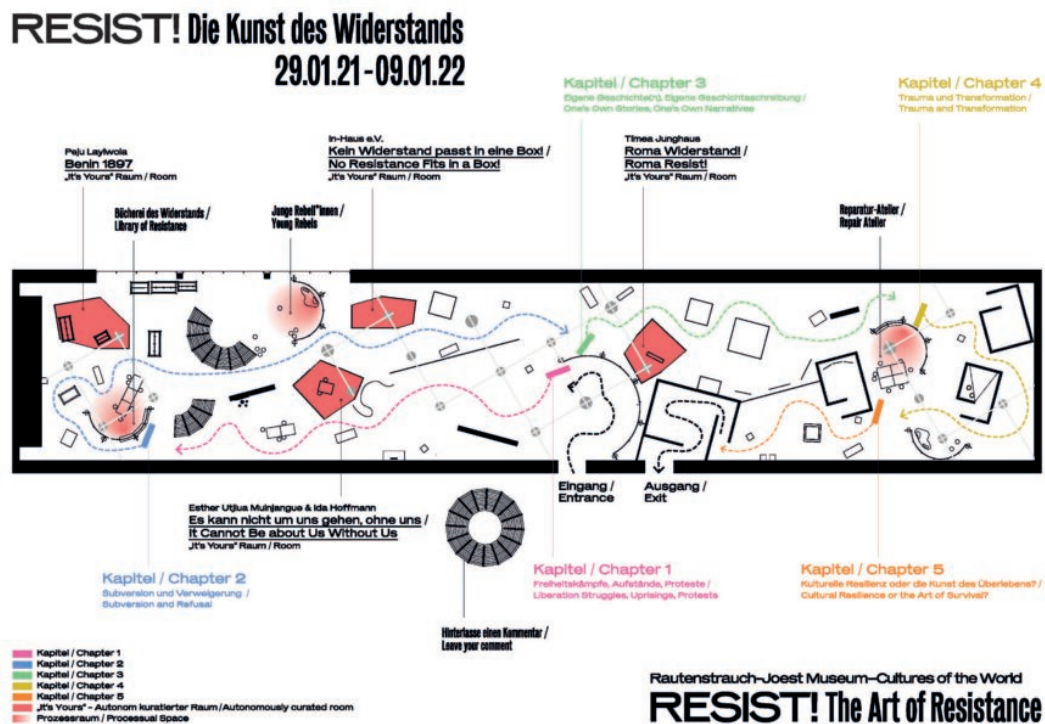 RESIST! Die Kunst des Widerstands
29.01.21 - 09.01.22
Kapitel / Chapter 3
Eigene Geschichte(n), Eigene Geschichtsschreibung /
One's Own Stories, One's Own Narratives
Kapitel / Chapter 4
Trauma und Transformation /
Trauma and Transformation
Peju Layiwola
Benin 1897
„It's Yours" Raum / Room
In-Haus e.V.
Kein Widerstand passt in eine Box! /
No Resistance Fits in a Box!
„It's Yours" Raum / Room
Timea Junghaus
Roma Widerstand! /
Roma Resist!
„It's Yours" Raum / Room
Bücherei des Widerstands /
Library of Resistance
Junge Rebell*innen /
Young Rebels
Reparatur-Atelier /
Repair Atelier
Eingang /
Entrance
Ausgang /
Exit
Esther Utjiua Muinjangue & Ida Hoffmann
Es kann nicht um uns gehen, ohne uns /
It Cannot Be about Us Without Us
„It's Yours" Raum / Room
Kapitel / Chapter 2
Subversion und Verweigerung /
Subversion and Refusal
Kapitel / Chapter 1
Freiheitskämpfe, Aufstände, Proteste /
Liberation Struggles, Uprisings, Protests
Kapitel / Chapter 5
Kulturelle Resilienz oder die Kunst des Überlebens? /
Cultural Resilience or the Art of Survival?
Hinterlasse einen Kommentar /
Leave your comment
Kapitel / Chapter 1
Kapitel / Chapter 2
Kapitel / Chapter 3
Kapitel / Chapter 4
Kapitel / Chapter 5
„It's Yours" - Autonom kuratierter Raum / Autonomously curated room
Prozessraum / Processual Space
Rautenstrauch-Joest Museum–Cultures of the World
RESIST! The Art of Resistance